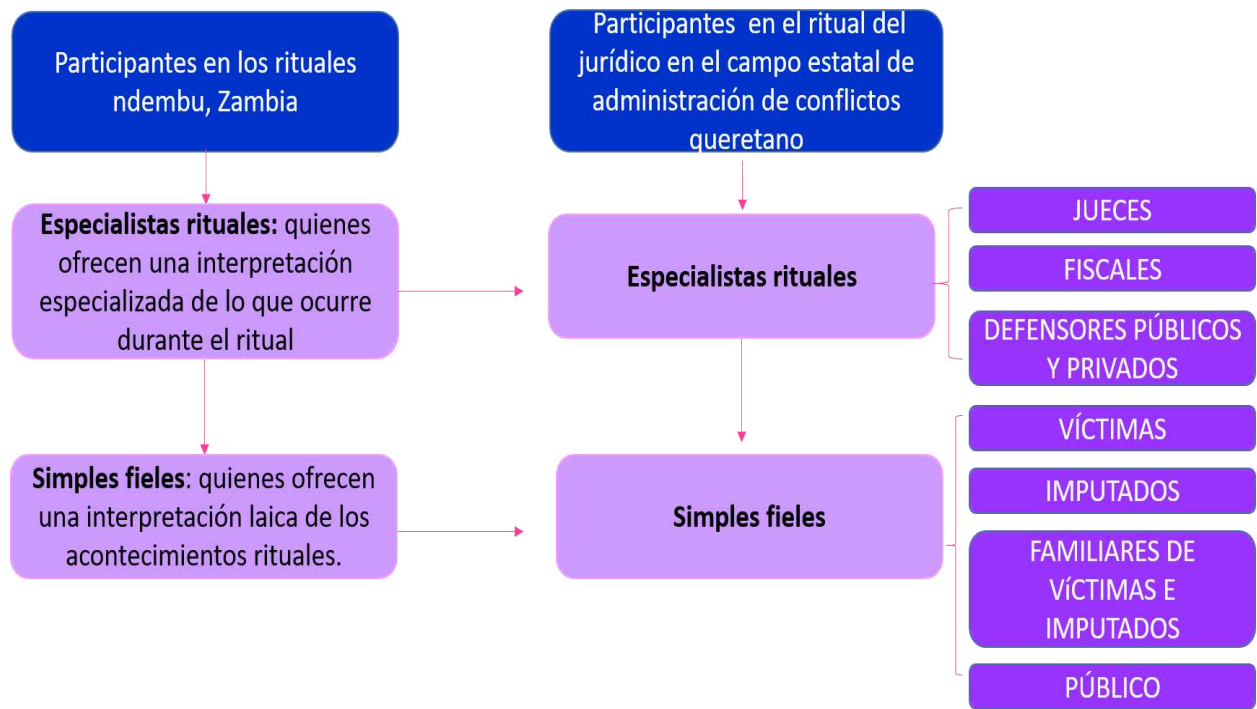 Participantes en los rituales
ndembu, Zambia
Participantes en el ritual del
jurídico en el campo estatal de
administración de conflictos
queretano
Especialistas rituales: quienes
ofrecen una interpretación
especializada de lo que ocurre
durante el ritual
Especialistas rituales
JUECES
FISCALES
DEFENSORES PÚBLICOS
Y PRIVADOS
Simples fieles: quienes ofrecen
una interpretación laica de los
acontecimientos rituales.
Simples fieles
VÍCTIMAS
IMPUTADOS
FAMILIARES DE
VíCTIMAS E
IMPUTADOS
PÚBLICO